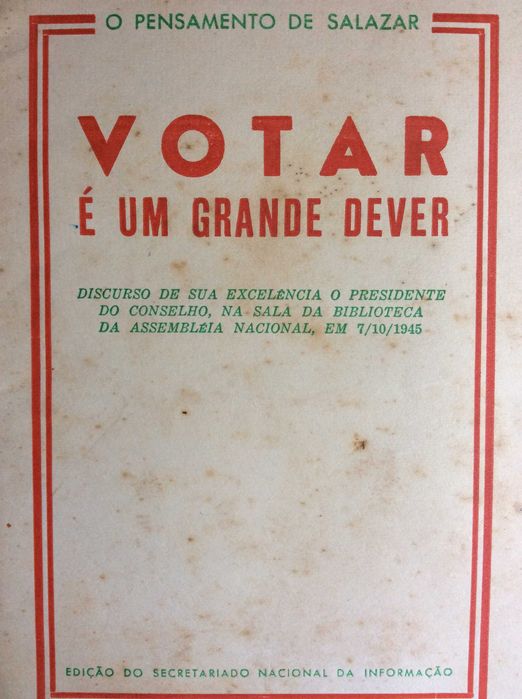 O PENSAMENTO DE SALAZAR
VOTAR
É UM GRANDE DEVER
DISCURSO DE SUA EXCELÊNCIA O PRESIDENTE
DO CONSELHO, NA SALA DA BIBLIOTECA
DA ASSEMBLÉIA NACIONAL, EM 7/10/1945
EDIÇÃO DO SECRETARIADO NACIONAL DA INFORMAÇÃO